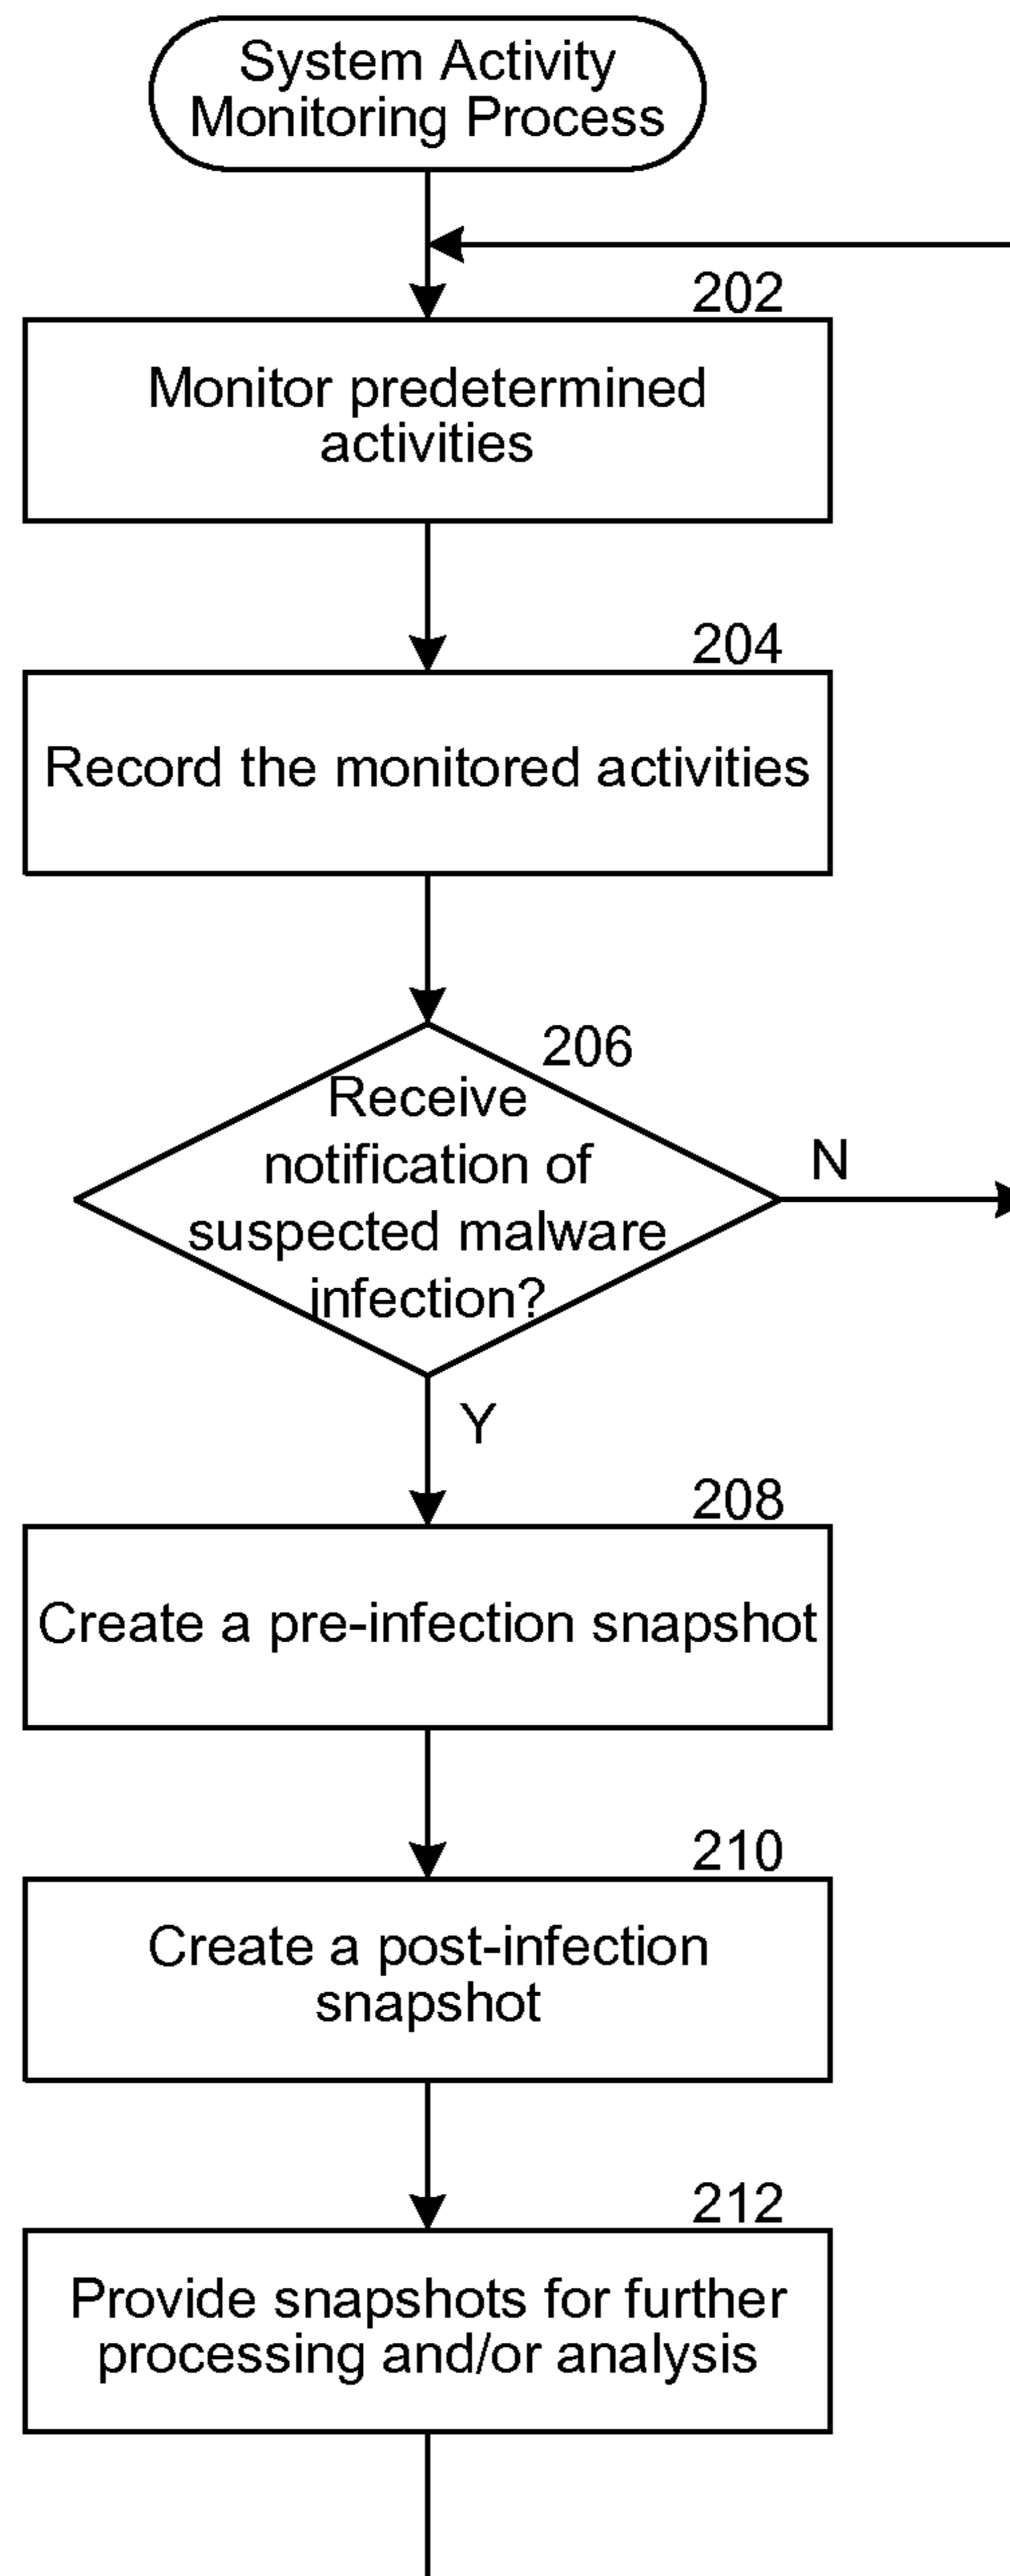 System Activity
Monitoring Process
202
Monitor predetermined
activities
204
Record the monitored activities
206
Receive
notification of
suspected malware
infection?
N
Y
208
Create a pre-infection snapshot
210
Create a post-infection
snapshot
212
Provide snapshots for further
processing and/or analysis